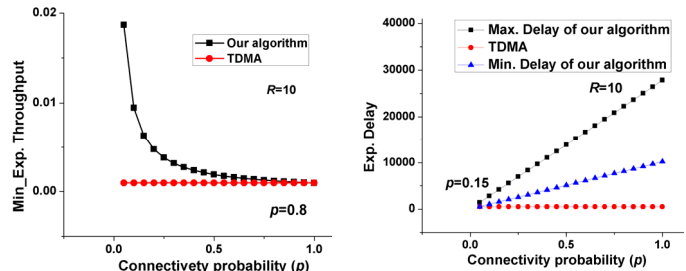 Our algorithm
TDMA
R=10
0.02
0.01
0.00
Min_Exp. Throughput
p=0.8
0.0
0.5
1.0
Connectivety probability (p)
Max. Delay of our algorithm
TDMA
Min. Delay of our algorithm
R=10
40000
30000
20000
10000
0
Exp. Delay
p=0.15
0.0
0.5
1.0
Connectivity probability (p)